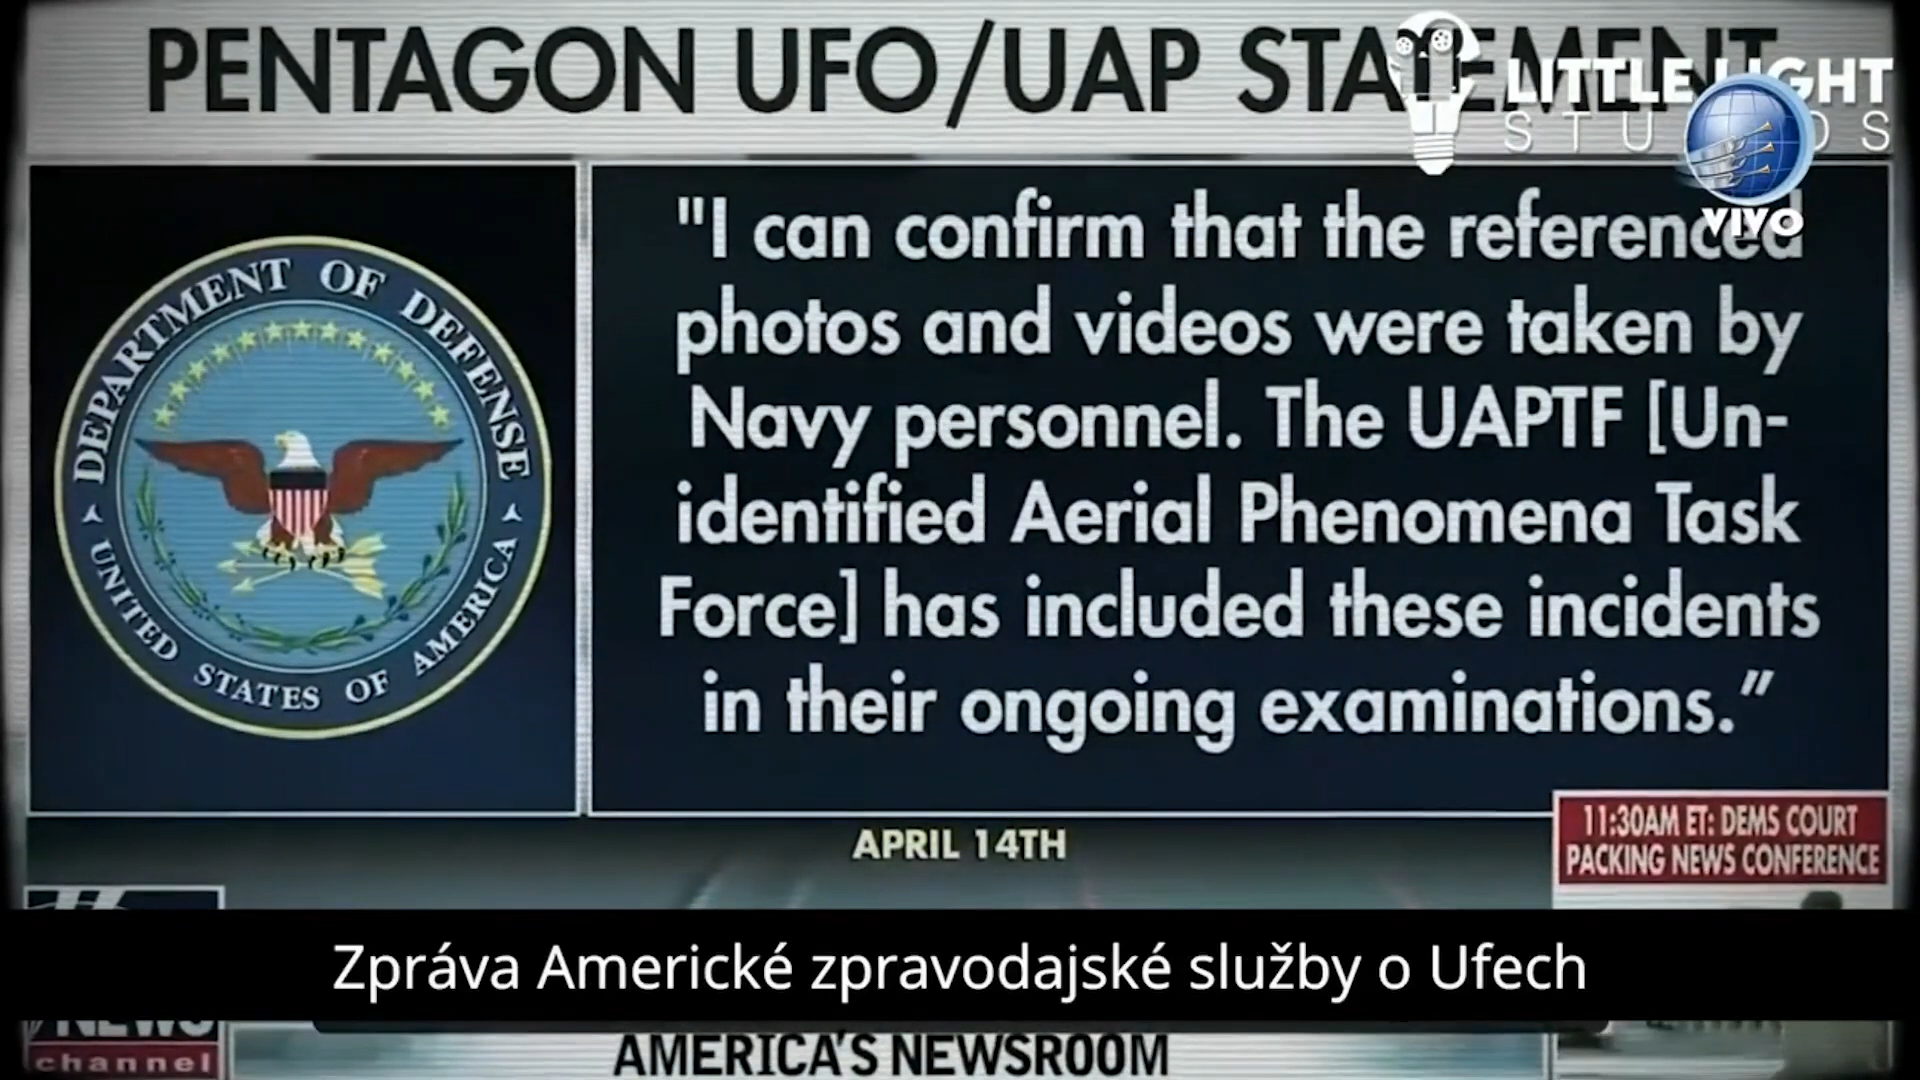 PENTAGON UFO/UAP STATEMENT
LITTLE LIGHT
STUDIOS
VIVO
DEPARTMENT OF DEFENSE
UNITED STATES OF AMERICA
"I can confirm that the referenced
photos and videos were taken by
Navy personnel. The UAPTF [Un-
identified Aerial Phenomena Task
Force] has included these incidents
in their ongoing examinations.”
APRIL 14TH
11:30AM ET: DEMS COURT
PACKING NEWS CONFERENCE
Zpráva Americké zpravodajské služby o Ufech
NEWS
channel
AMERICA'S NEWSROOM